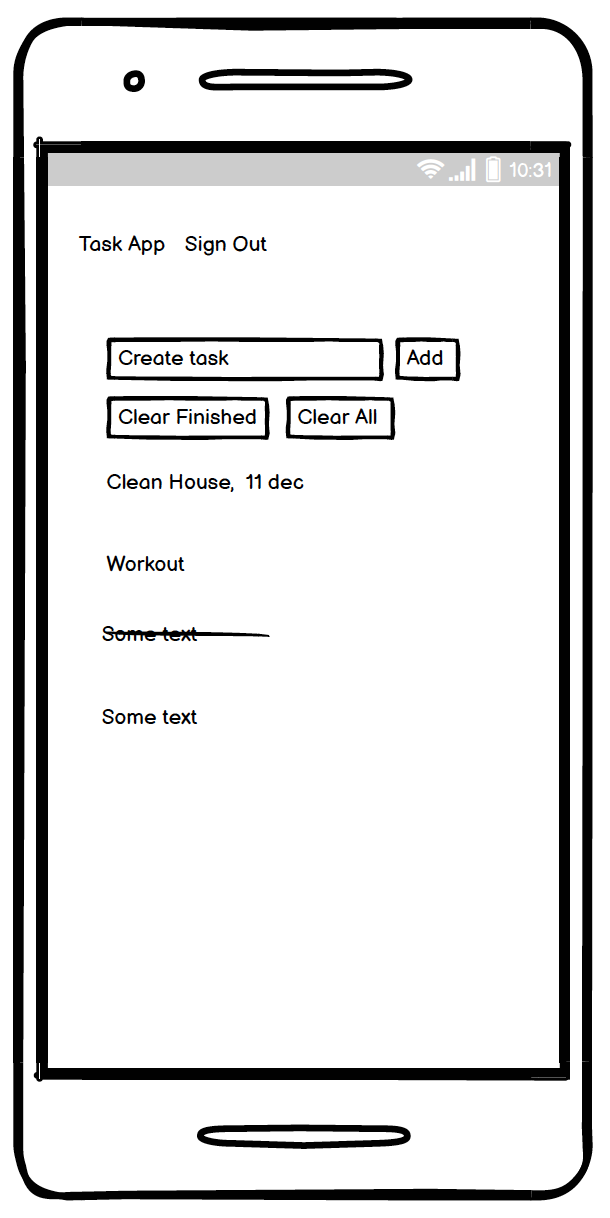 10:31
Task App Sign Out
Create task Add
Clear Finished Clear All
Clean House, 11 dec
Workout
Some text
Some text